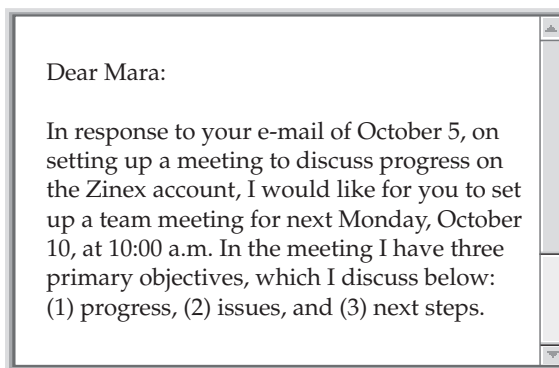 Dear Mara:
In response to your e-mail of October 5, on
setting up a meeting to discuss progress on
the Zinex account, I would like for you to set
up a team meeting for next Monday, October
10, at 10:00 a.m. In the meeting I have three
primary objectives, which I discuss below:
(1) progress, (2) issues, and (3) next steps.